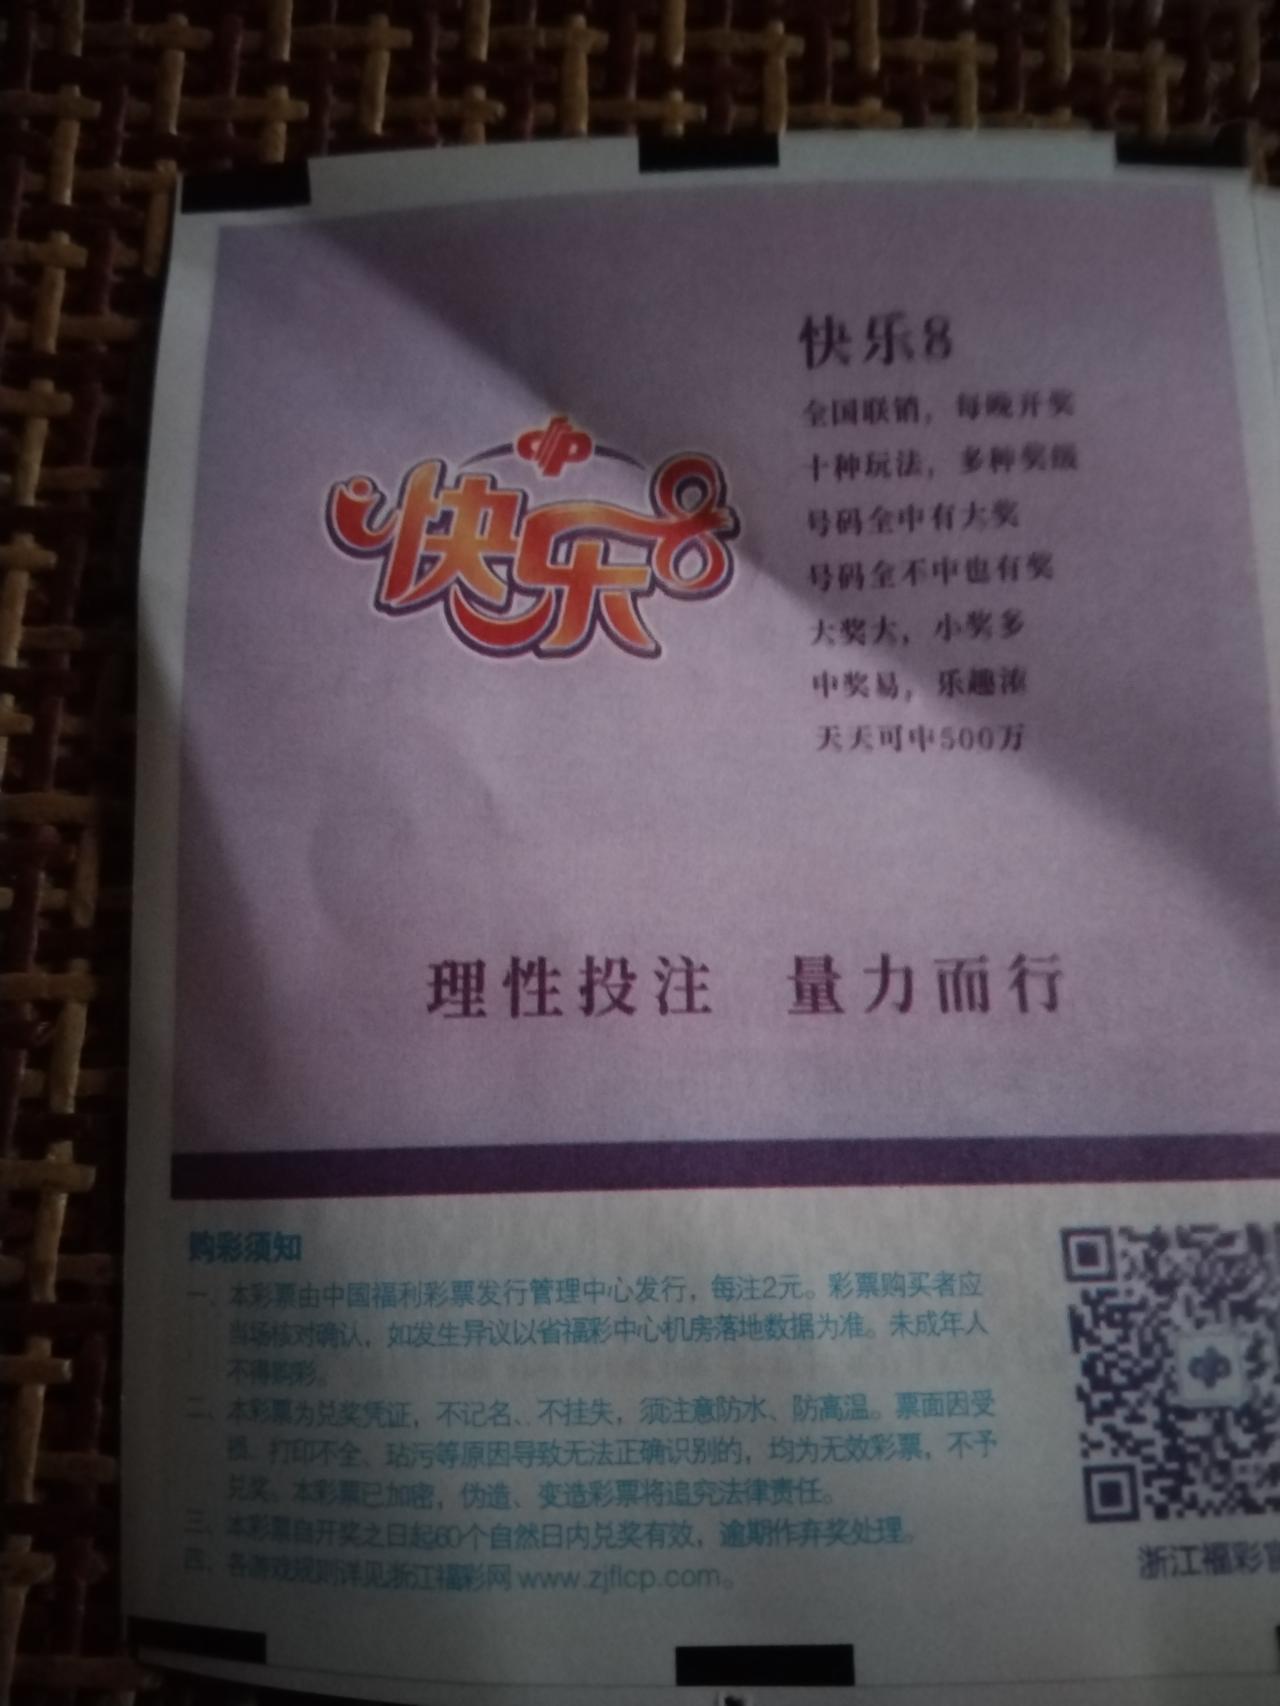 快乐8
快乐8
全国联销，每晚开奖
十种玩法，多种奖级
号码全中有大奖
号码全不中也有奖
大奖大，小奖多
中奖易，乐趣浓
天天可中500万
理性投注 量力而行
购彩须知
一、本彩票由中国福利彩票发行管理中心发行，每注2元。彩票购买者应
当场核对确认，如发生异议以省福彩中心机房落地数据为准。未成年人
不得购彩。
二、本彩票为兑奖凭证，不记名、不挂失，须注意防水、防高温。票面因受
损、打印不全、玷污等原因导致无法正确识别的，均为无效彩票，不予
兑奖。本彩票已加密，伪造、变造彩票将追究法律责任。
三、本彩票自开奖之日起60个自然日内兑奖有效，逾期作弃奖处理。
四、各游戏规则详见浙江福彩网 www.zjflcp.com。
浙江福彩官